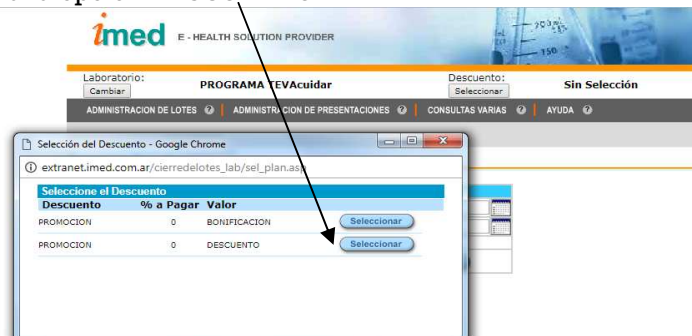 imed E - HEALTH SOLUTION PROVIDER
Laboratorio:
Cambiar
PROGRAMA TEVAcuidar
Descuento:
Seleccionar
Sin Selección
ADMINISTRACION DE LOTES ? ADMINISTRACION DE PRESENTACIONES ? CONSULTAS VARIAS ? AYUDA ?
Selección del Descuento - Google Chrome
extranet.imed.com.ar/cierredelotes_lab/sel_plan.asp
Seleccione el Descuento
Descuento % a Pagar Valor
PROMOCION 0 BONIFICACION Seleccionar
PROMOCION 0 DESCUENTO Seleccionar